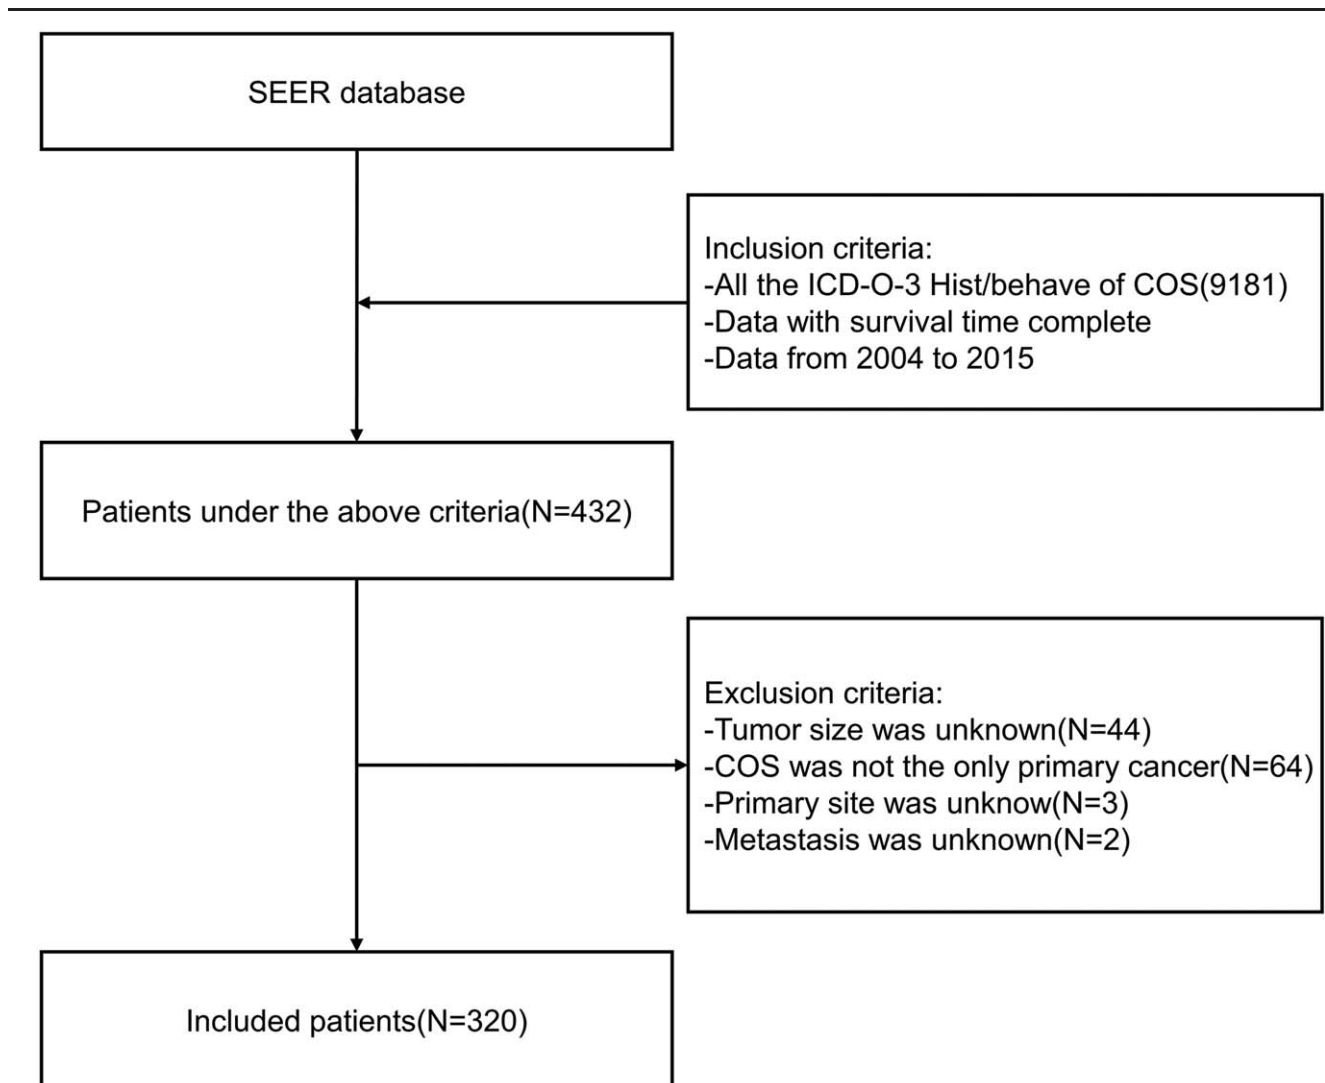 SEER database
Inclusion criteria:
-All the ICD-O-3 Hist/behave of COS(9181)
-Data with survival time complete
-Data from 2004 to 2015
Patients under the above criteria(N=432)
Exclusion criteria:
-Tumor size was unknown(N=44)
-COS was not the only primary cancer(N=64)
-Primary site was unknow(N=3)
-Metastasis was unknown(N=2)
Included patients(N=320)